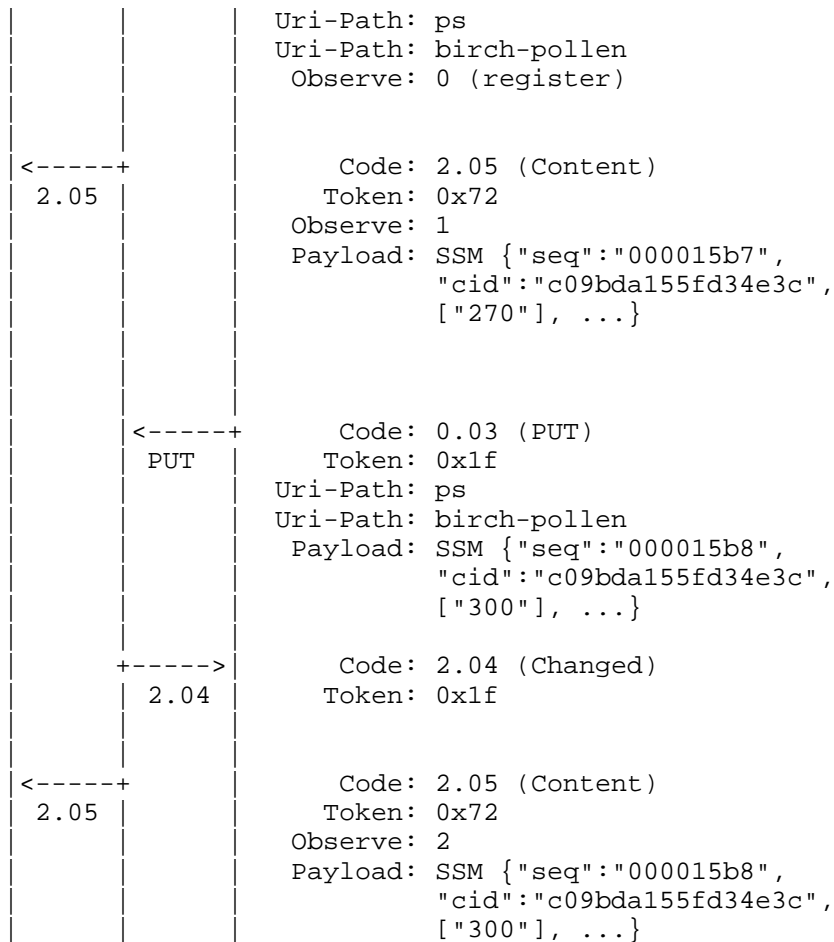 |       |       |  Uri-Path: ps
|       |       |  Uri-Path: birch-pollen
|       |       |   Observe: 0 (register)
|       |       |
|       |       |
|<-----+       |      Code: 2.05 (Content)
| 2.05  |       |     Token: 0x72
|       |       |   Observe: 1
|       |       |   Payload: SSM {"seq":"000015b7",
|       |       |            "cid":"c09bda155fd34e3c",
|       |       |            ["270"], ...}
|       |       |
|       |       |
|       |       |
|       |<-----+      Code: 0.03 (PUT)
|       | PUT   |     Token: 0x1f
|       |       |  Uri-Path: ps
|       |       |  Uri-Path: birch-pollen
|       |       |   Payload: SSM {"seq":"000015b8",
|       |       |            "cid":"c09bda155fd34e3c",
|       |       |            ["300"], ...}
|       |       |
|       +----->|      Code: 2.04 (Changed)
|       | 2.04  |     Token: 0x1f
|       |       |
|       |       |
|<-----+       |      Code: 2.05 (Content)
| 2.05  |       |     Token: 0x72
|       |       |   Observe: 2
|       |       |   Payload: SSM {"seq":"000015b8",
|       |       |            "cid":"c09bda155fd34e3c",
|       |       |            ["300"], ...}